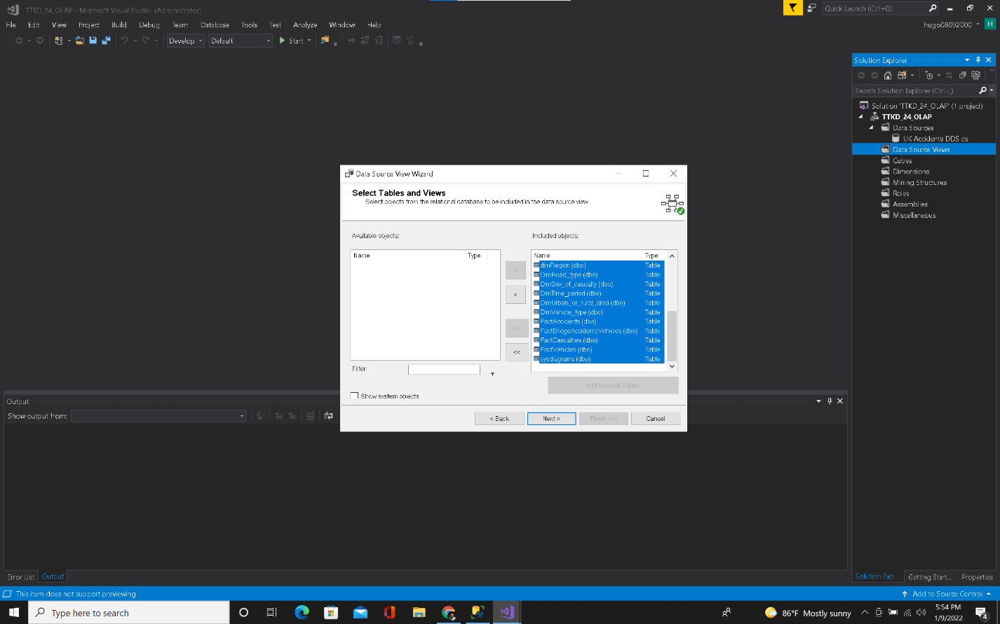 TTKD_24_OLAP - Microsoft Visual Studio (Administrator)
Quick Launch (Ctrl+Q)
File Edit View Project Build Debug Team Database Tools Test Analyze Window Help
hugo08092000
H
Develop Default Start
Solution Explorer
Search Solution Explorer (Ctrl+;)
Solution 'TTKD_24_OLAP' (1 project)
TTKD_24_OLAP
Data Sources
UK Accidents DDS.ds
Data Source Views
Cubes
Dimensions
Mining Structures
Roles
Assemblies
Miscellaneous
Data Source View Wizard
Select Tables and Views
Select objects from the relational database to be included in the data source view.
Available objects:
Included objects:
Name Type
Name Type
dimRegion (dbo) Table
DimRoad_type (dbo) Table
DimSex_of_casualty (dbo) Table
DimTime_period (dbo) Table
DimUrban_or_rural_area (dbo) Table
DimVehicle_type (dbo) Table
FactAccidents (dbo) Table
FactBridgeAccidentsVehicles (dbo) Table
FactCasualties (dbo) Table
FactVehicles (dbo) Table
sysdiagrams (dbo) Table
>
<
>>
<<
Filter:
Add Related Tables
Show system objects
< Back Next > Finish >>| Cancel
Output
Show output from:
Error List Output
Solution Expl... Getting Start... Properties
This item does not support previewing
Add to Source Control
Type here to search
86°F Mostly sunny
5:54 PM
1/9/2022
4